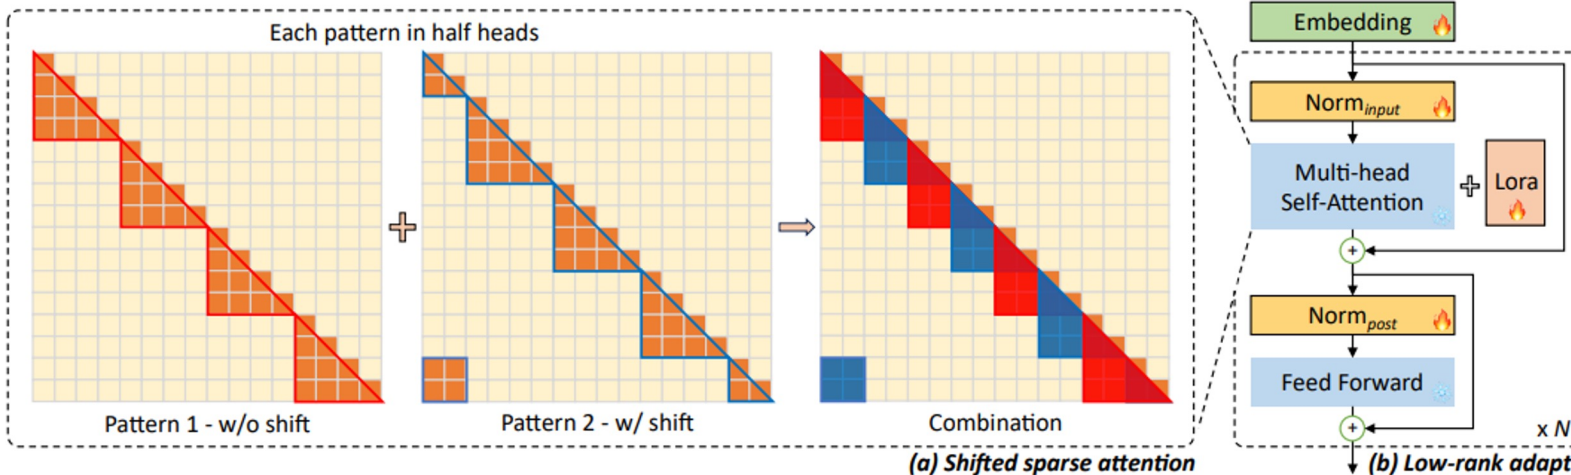 Each pattern in half heads
Pattern 1 - w/o shift
Pattern 2 - w/ shift
Combination
(a) Shifted sparse attention
Embedding
Norm input
Multi-head
Self-Attention
Lora
Norm post
Feed Forward
x N
(b) Low-rank adapt